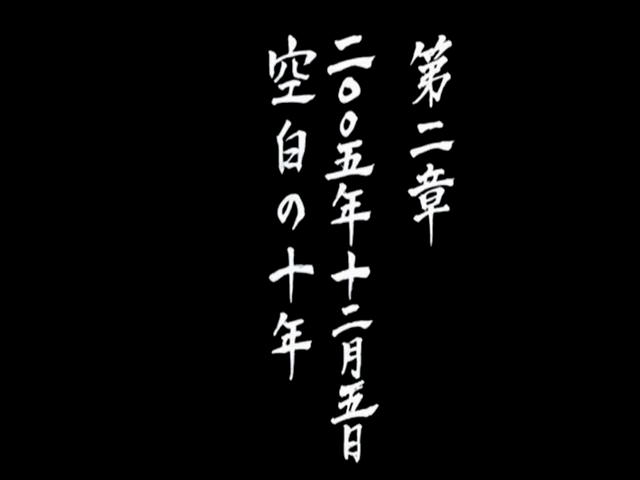 第二章
二〇〇五年十二月五日
空白の十年